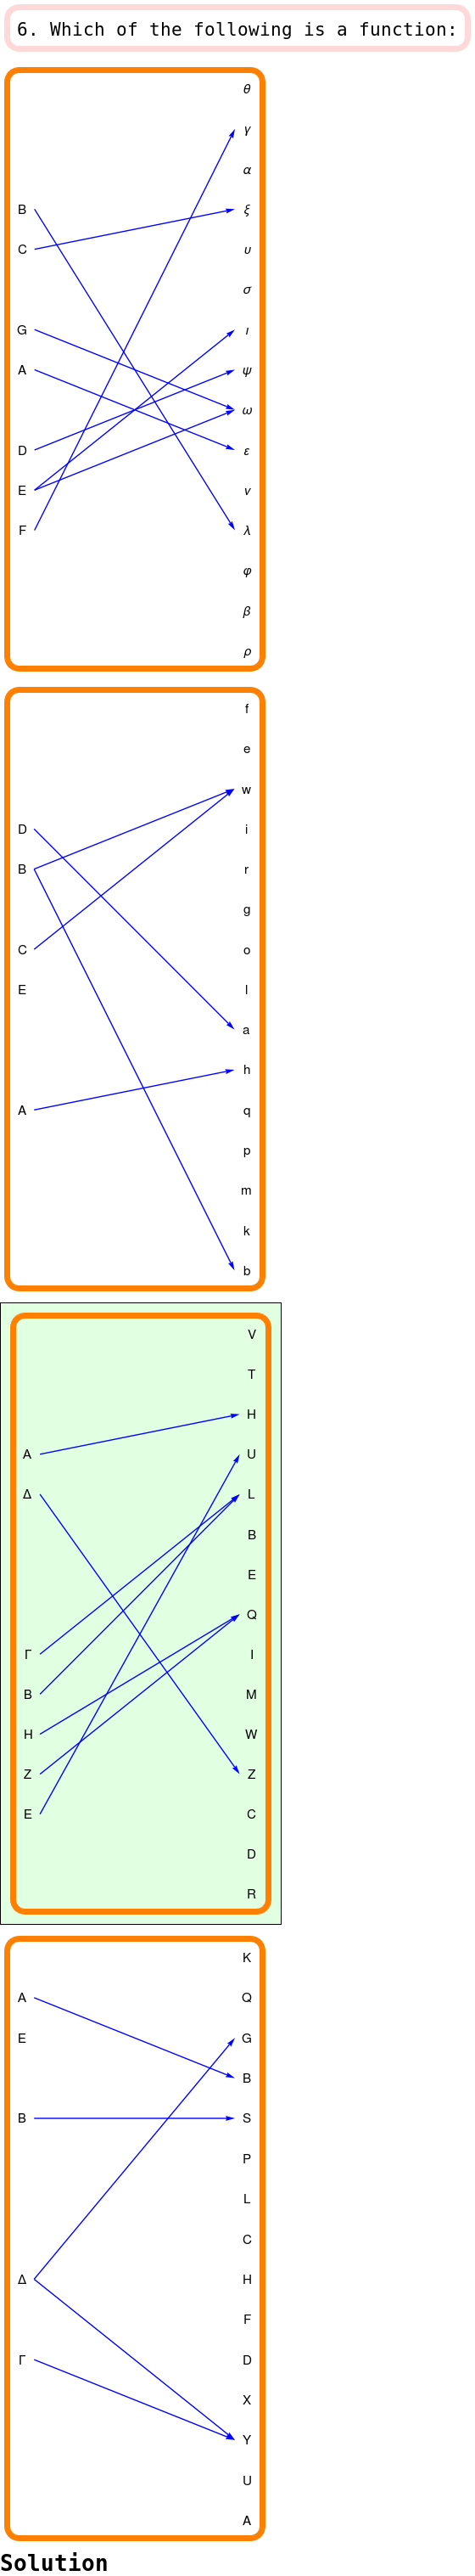 6. Which of the following is a function:
θ
γ
α
B ξ
C υ
σ
G ι
A ψ
ω
D ε
E ν
F λ
φ
β
ρ
f
e
w
D i
B r
g
C o
E l
a
h
A q
p
m
k
b
V
T
H
A U
Δ L
B
E
Q
Γ I
B M
H W
Z Z
E C
D
R
K
A Q
E G
B
B S
P
L
C
Δ H
F
Γ D
X
Y
U
A
Solution